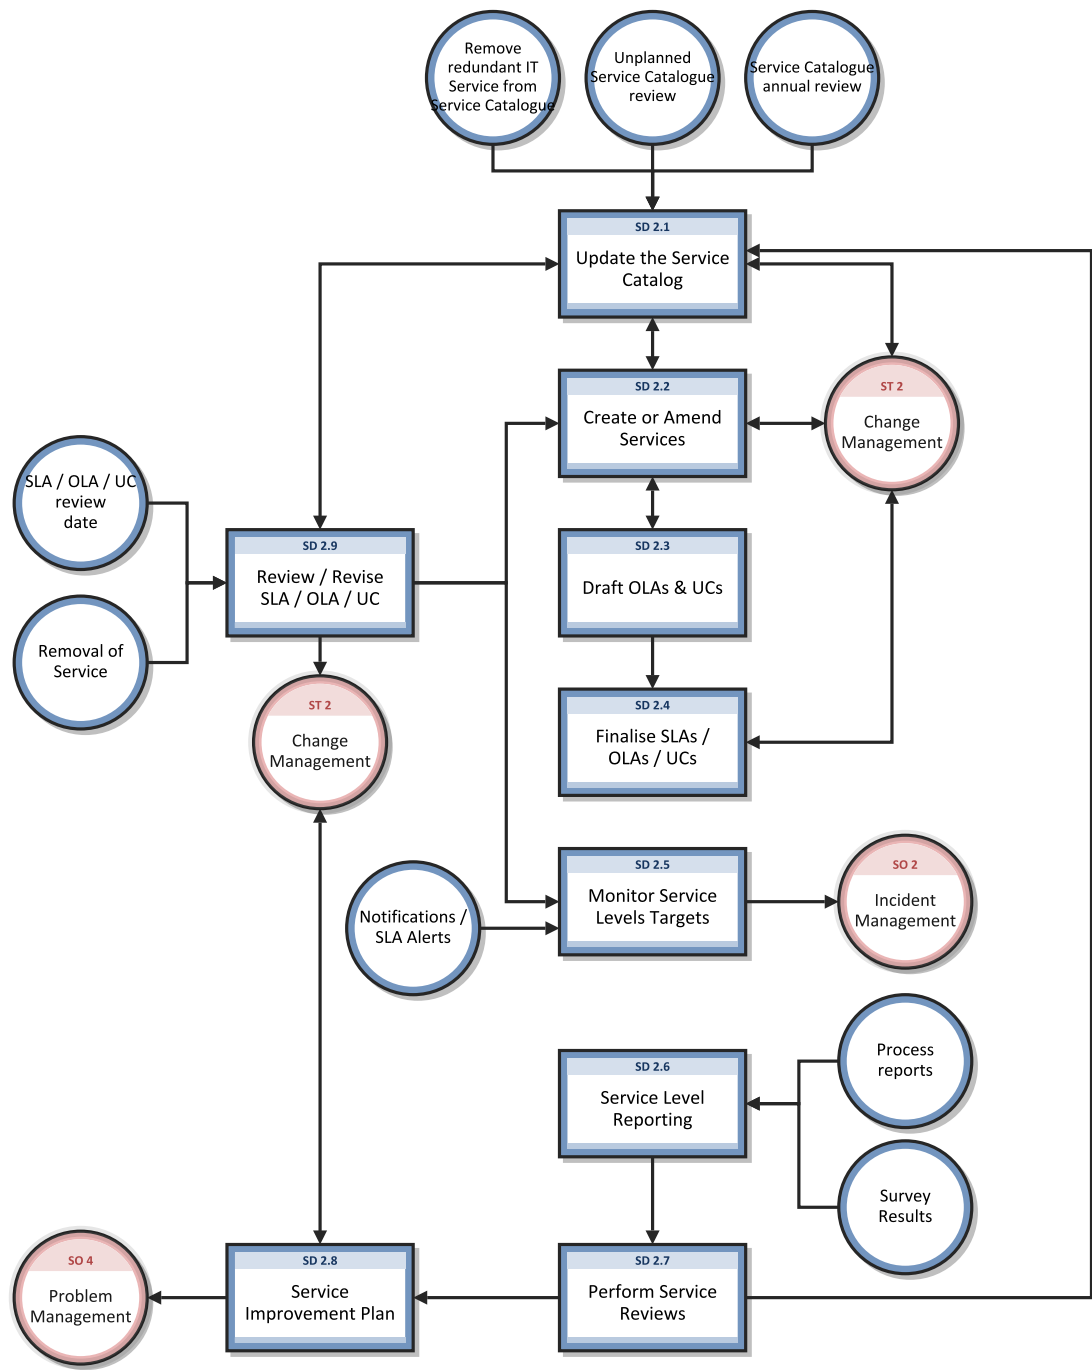 Remove
redundant IT
Service from
Service Catalogue
Unplanned
Service Catalogue
review
Service Catalogue
annual review
SD 2.1
Update the Service
Catalog
SD 2.2
Create or Amend
Services
ST 2
Change
Management
SLA / OLA / UC
review
date
SD 2.9
Review / Revise
SLA / OLA / UC
SD 2.3
Draft OLAs & UCs
Removal of
Service
ST 2
Change
Management
SD 2.4
Finalise SLAs /
OLAs / UCs
SD 2.5
Monitor Service
Levels Targets
SO 2
Incident
Management
Notifications /
SLA Alerts
Process
reports
SD 2.6
Service Level
Reporting
Survey
Results
SO 4
Problem
Management
SD 2.8
Service
Improvement Plan
SD 2.7
Perform Service
Reviews